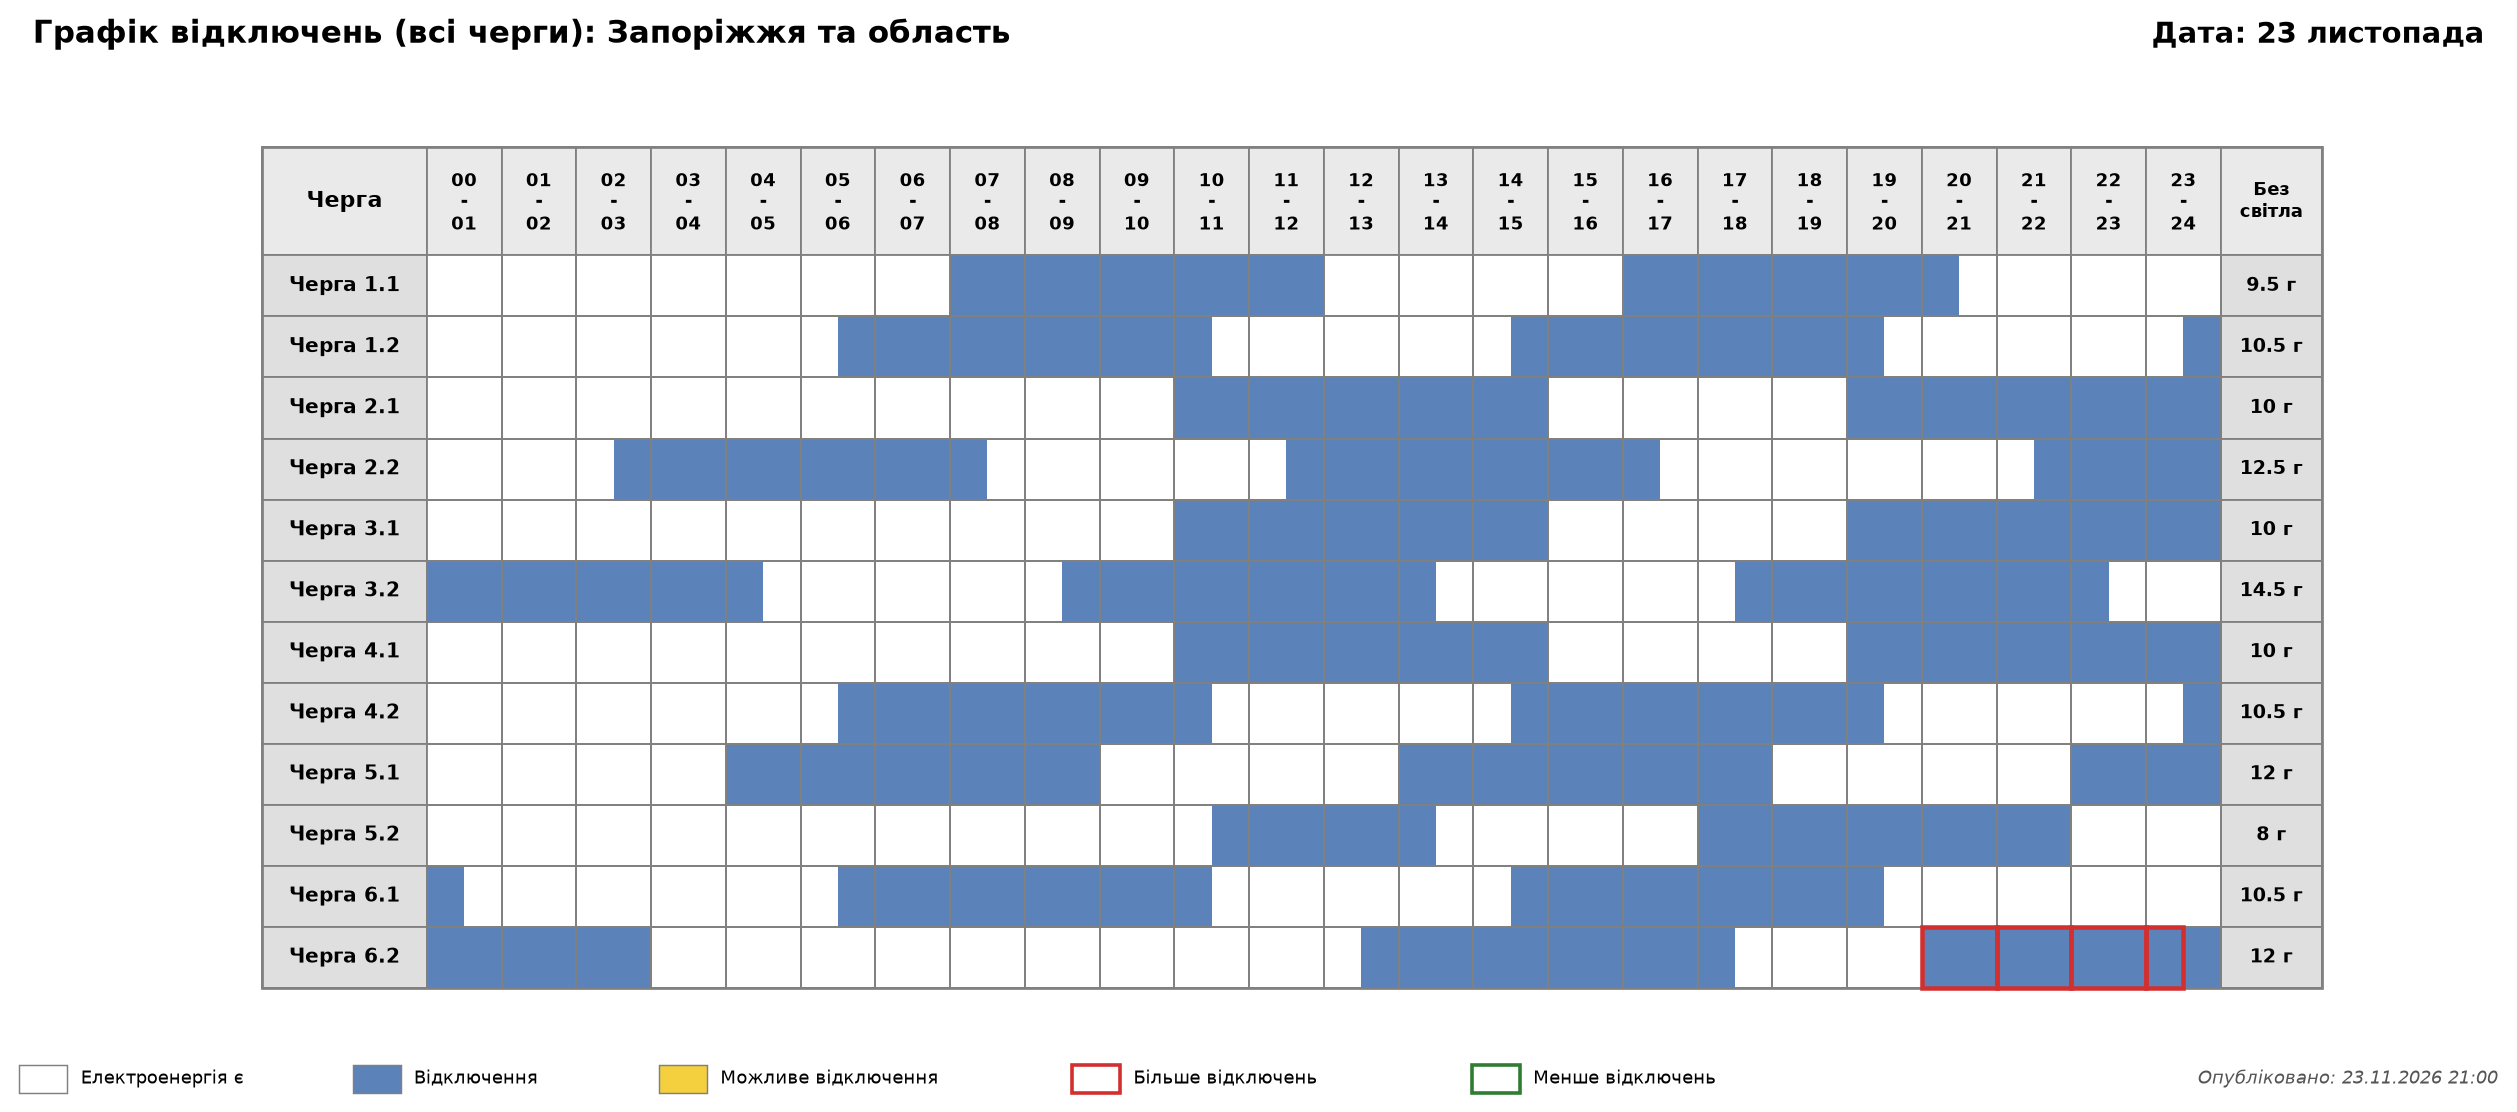 Графік відключень (всі черги): Запоріжжя та область
Дата: 23 листопада
Черга 00 - 01 01 - 02 02 - 03 03 - 04 04 - 05 05 - 06 06 - 07 07 - 08 08 - 09 09 - 10 10 - 11 11 - 12 12 - 13 13 - 14 14 - 15 15 - 16 16 - 17 17 - 18 18 - 19 19 - 20 20 - 21 21 - 22 22 - 23 23 - 24 Без світла
Черга 1.1 9.5 г
Черга 1.2 10.5 г
Черга 2.1 10 г
Черга 2.2 12.5 г
Черга 3.1 10 г
Черга 3.2 14.5 г
Черга 4.1 10 г
Черга 4.2 10.5 г
Черга 5.1 12 г
Черга 5.2 8 г
Черга 6.1 10.5 г
Черга 6.2 12 г
Електроенергія є
Відключення
Можливе відключення
Більше відключень
Менше відключень
Опубліковано: 23.11.2026 21:00